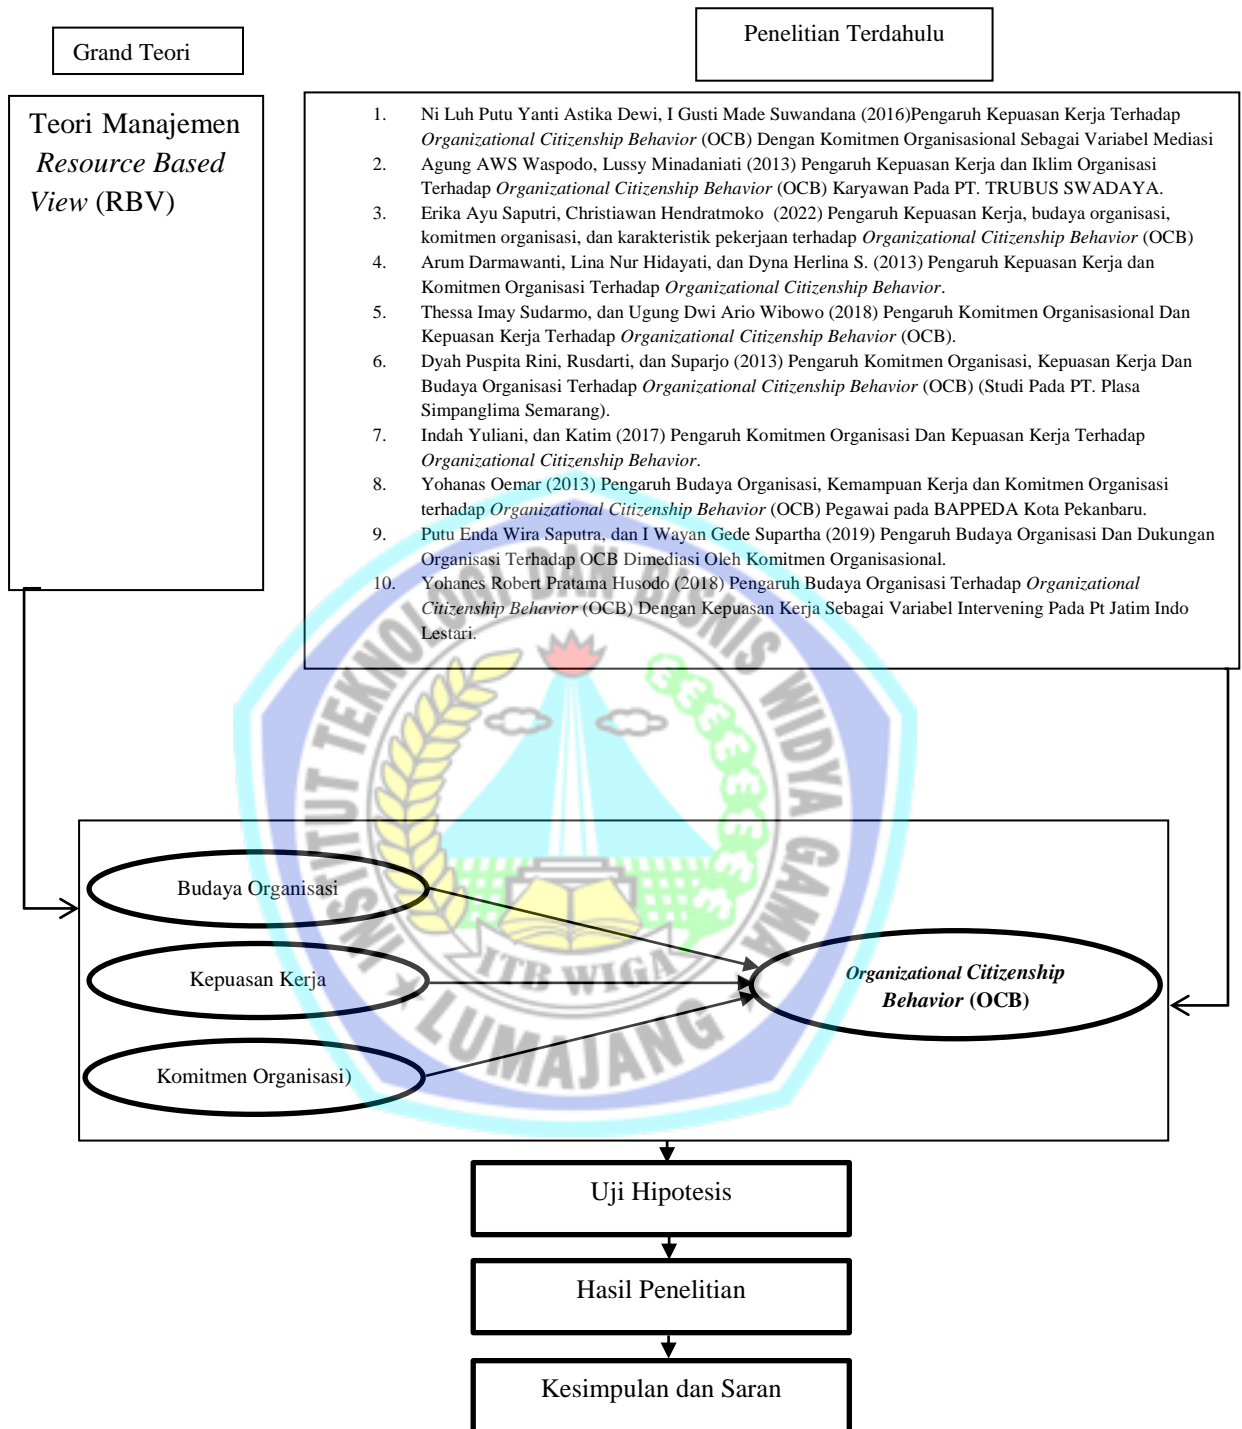 Grand Teori
Penelitian Terdahulu
Teori Manajemen
Resource Based
View (RBV)
1. Ni Luh Putu Yanti Astika Dewi, I Gusti Made Suwandana (2016)Pengaruh Kepuasan Kerja Terhadap
Organizational Citizenship Behavior (OCB) Dengan Komitmen Organisasional Sebagai Variabel Mediasi
2. Agung AWS Waspodo, Lussy Minadaniati (2013) Pengaruh Kepuasan Kerja dan Iklim Organisasi
Terhadap Organizational Citizenship Behavior (OCB) Karyawan Pada PT. TRUBUS SWADAYA.
3. Erika Ayu Saputri, Christiawan Hendratmoko (2022) Pengaruh Kepuasan Kerja, budaya organisasi,
komitmen organisasi, dan karakteristik pekerjaan terhadap Organizational Citizenship Behavior (OCB)
4. Arum Darmawanti, Lina Nur Hidayati, dan Dyna Herlina S. (2013) Pengaruh Kepuasan Kerja dan
Komitmen Organisasi Terhadap Organizational Citizenship Behavior.
5. Thessa Imay Sudarmo, dan Ugung Dwi Ario Wibowo (2018) Pengaruh Komitmen Organisasional Dan
Kepuasan Kerja Terhadap Organizational Citizenship Behavior (OCB).
6. Dyah Puspita Rini, Rusdarti, dan Suparjo (2013) Pengaruh Komitmen Organisasi, Kepuasan Kerja Dan
Budaya Organisasi Terhadap Organizational Citizenship Behavior (OCB) (Studi Pada PT. Plasa
Simpanglima Semarang).
7. Indah Yuliani, dan Katim (2017) Pengaruh Komitmen Organisasi Dan Kepuasan Kerja Terhadap
Organizational Citizenship Behavior.
8. Yohanas Oemar (2013) Pengaruh Budaya Organisasi, Kemampuan Kerja dan Komitmen Organisasi
terhadap Organizational Citizenship Behavior (OCB) Pegawai pada BAPPEDA Kota Pekanbaru.
9. Putu Enda Wira Saputra, dan I Wayan Gede Supartha (2019) Pengaruh Budaya Organisasi Dan Dukungan
Organisasi Terhadap OCB Dimediasi Oleh Komitmen Organisasional.
10. Yohanes Robert Pratama Husodo (2018) Pengaruh Budaya Organisasi Terhadap Organizational
Citizenship Behavior (OCB) Dengan Kepuasan Kerja Sebagai Variabel Intervening Pada Pt Jatim Indo
Lestari.
INSTITUT TEKNOLOGI DAN BISNIS WIDYA GAMA
ITB WIGA
LUMAJANG
Budaya Organisasi
Kepuasan Kerja
Komitmen Organisasi)
Organizational Citizenship
Behavior (OCB)
Uji Hipotesis
Hasil Penelitian
Kesimpulan dan Saran